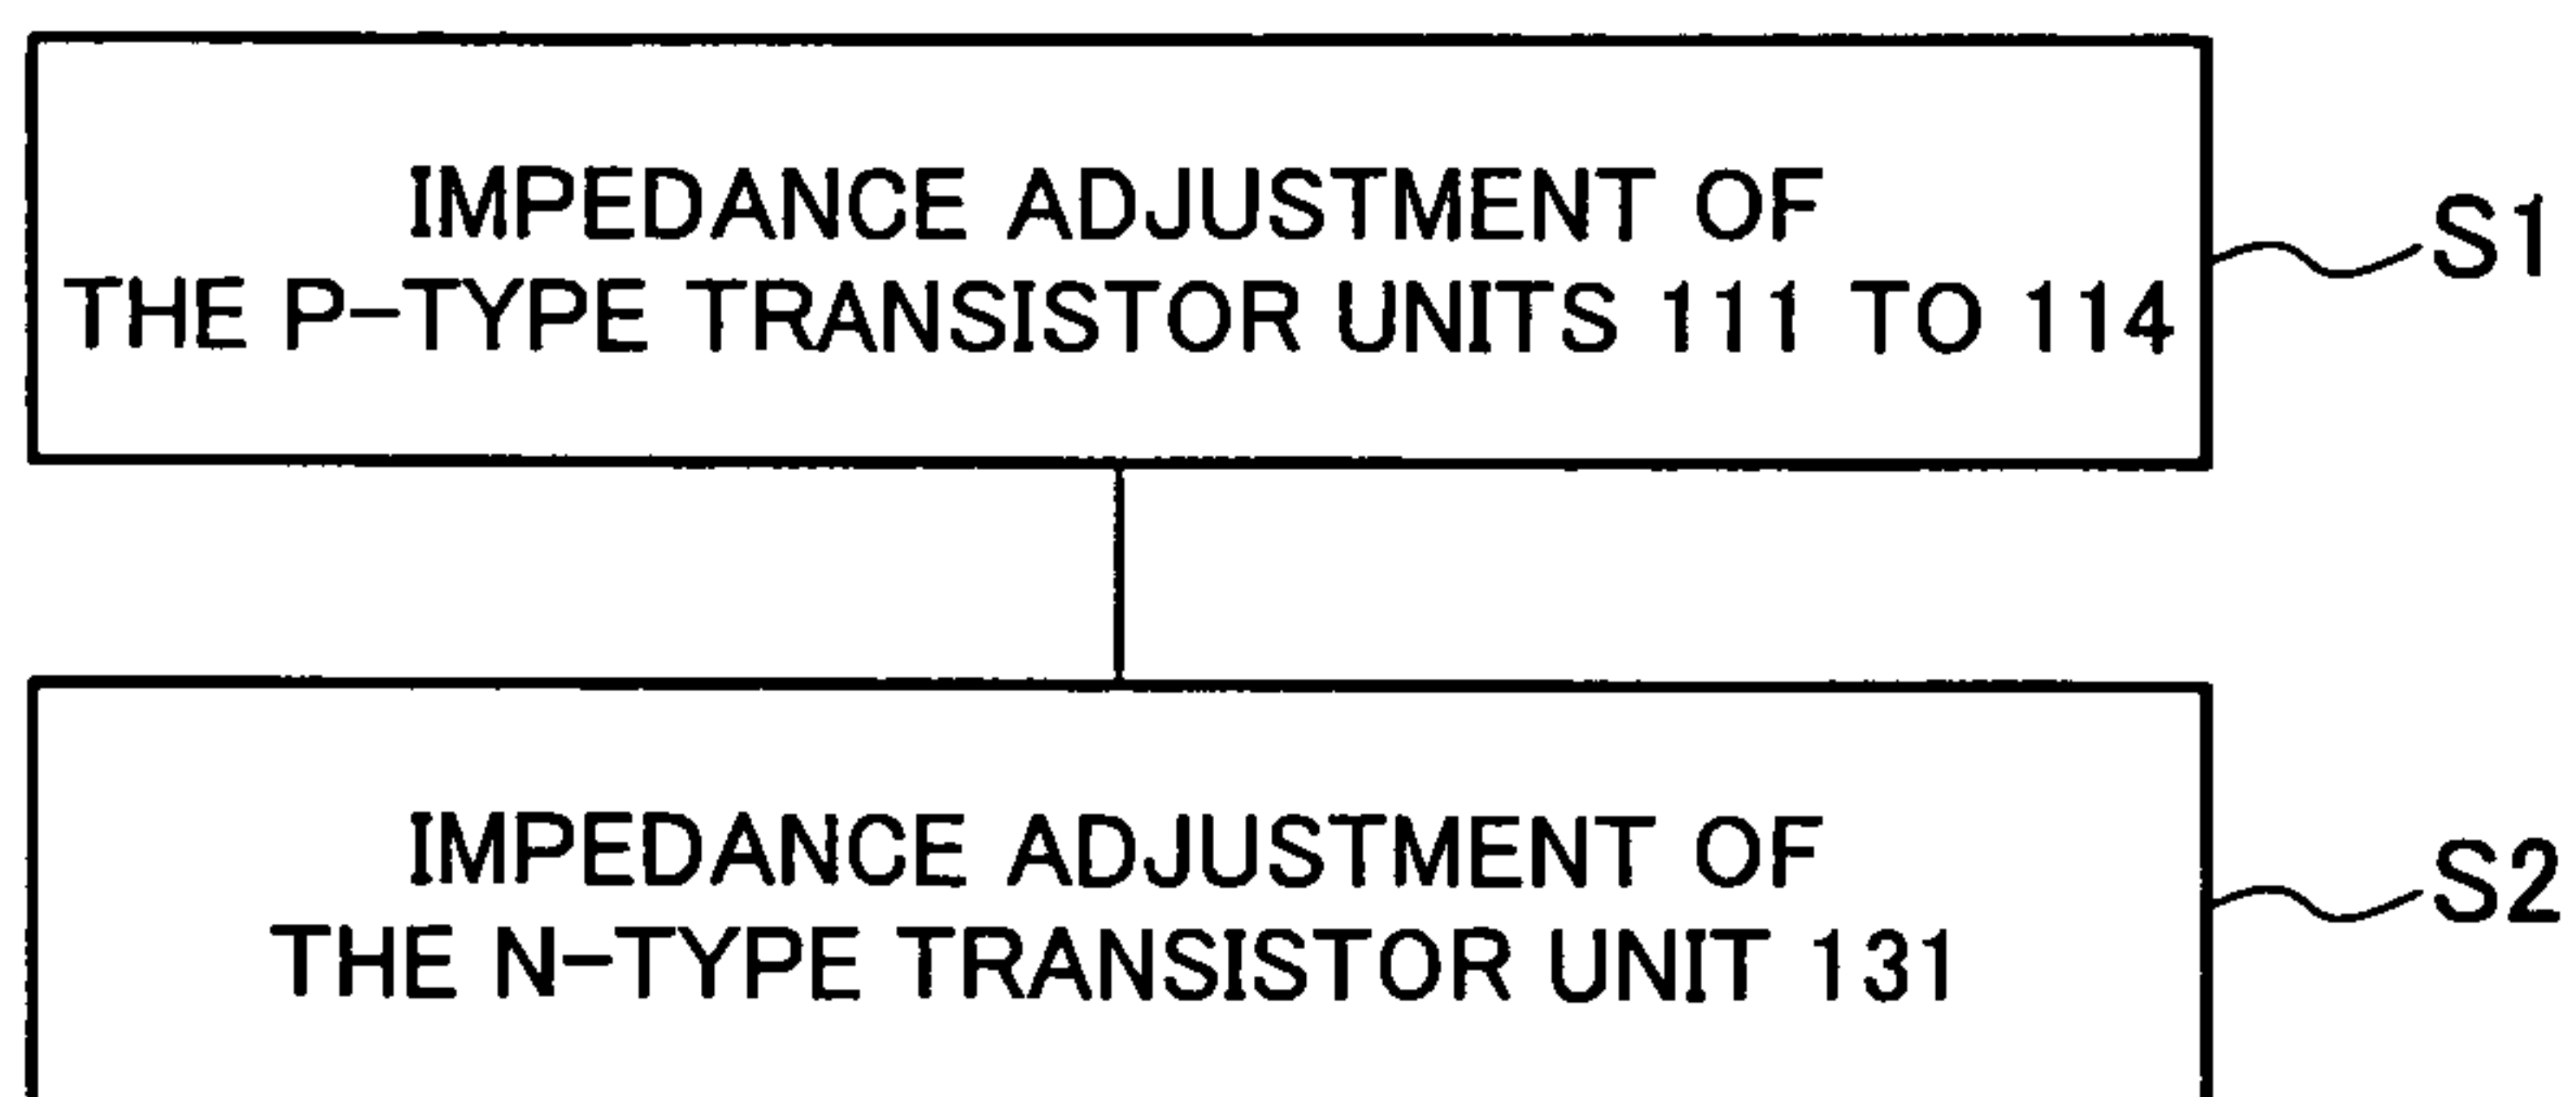 IMPEDANCE ADJUSTMENT OF
THE P-TYPE TRANSISTOR UNITS 111 TO 114
S1
IMPEDANCE ADJUSTMENT OF
THE N-TYPE TRANSISTOR UNIT 131
S2